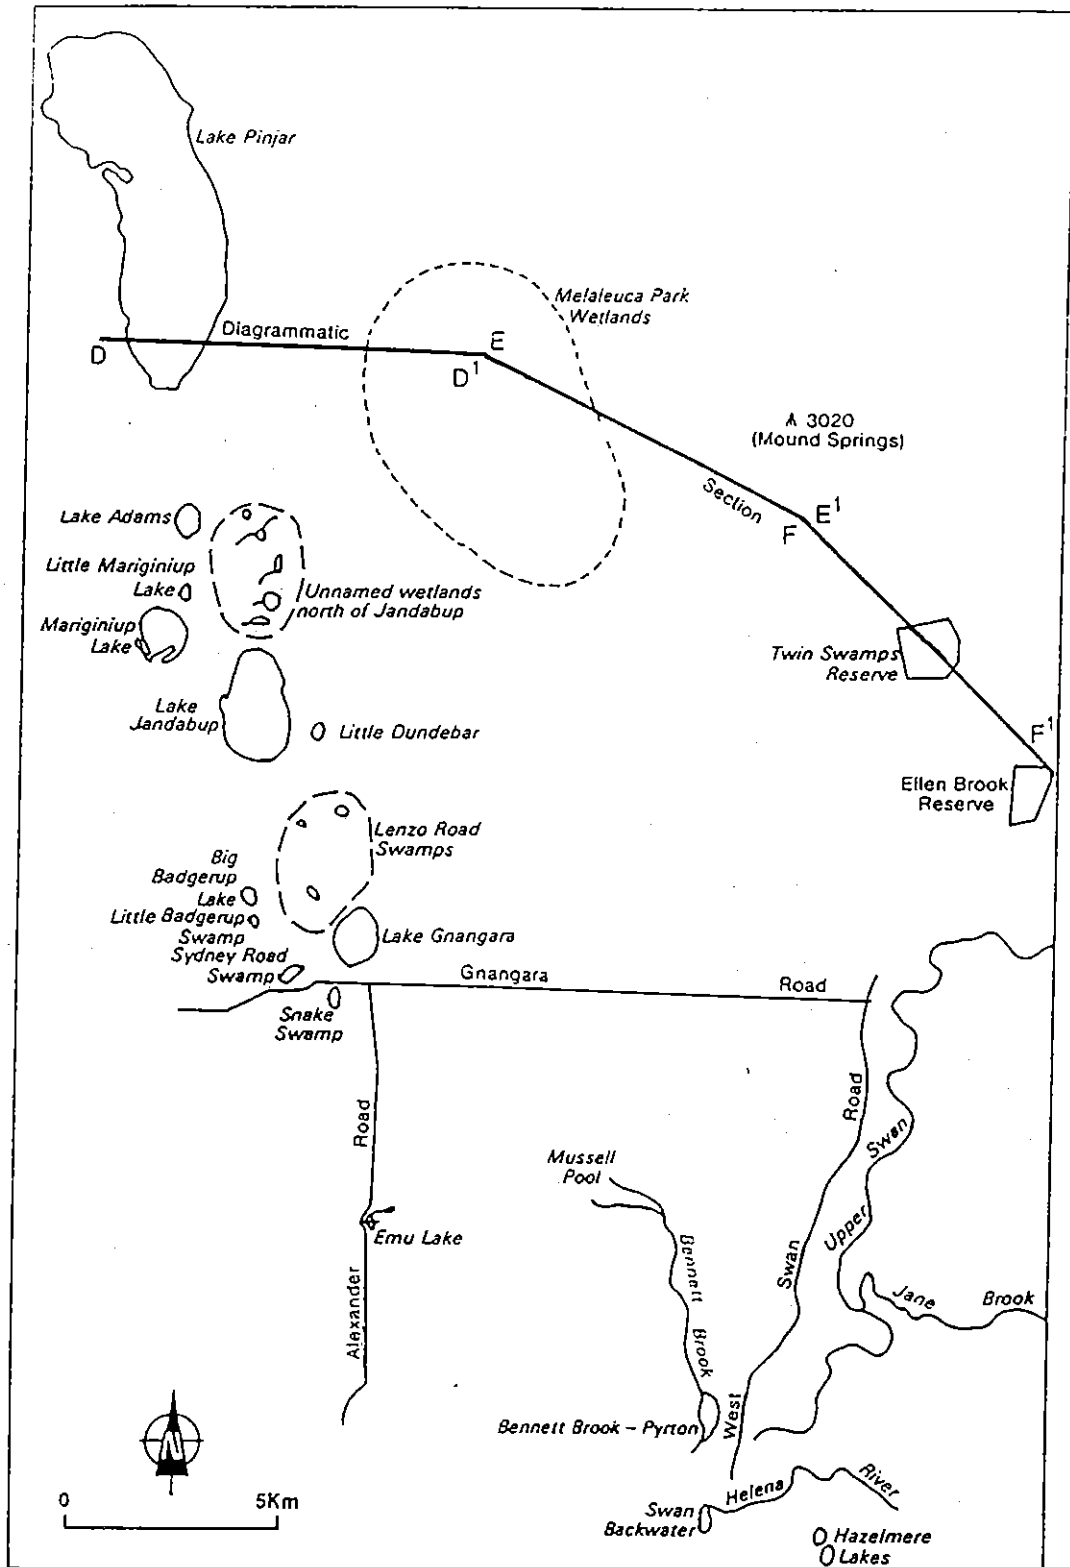 Lake Pinjar
Melaleuca Park
Wetlands
Diagrammatic
D
E
D¹
⋏ 3020
(Mound Springs)
Section
E¹
F
Lake Adams
Little Mariginiup
Lake
Unnamed wetlands
north of Jandabup
Mariginiup
Lake
Twin Swamps
Reserve
Lake
Jandabup
Little Dundebar
F¹
Ellen Brook
Reserve
Lenzo Road
Swamps
Big
Badgerup
Lake
Little Badgerup
Swamp
Lake Gnangara
Sydney Road
Swamp
Gnangara Road
Snake
Swamp
Road
Road
Swan
Mussell
Pool
Upper
Emu Lake
Bennett
Swan
Jane Brook
Alexander
Brook
West
Bennett Brook – Pyrton
N
0 5Km
Helena River
Swan
Backwater
Hazelmere
Lakes